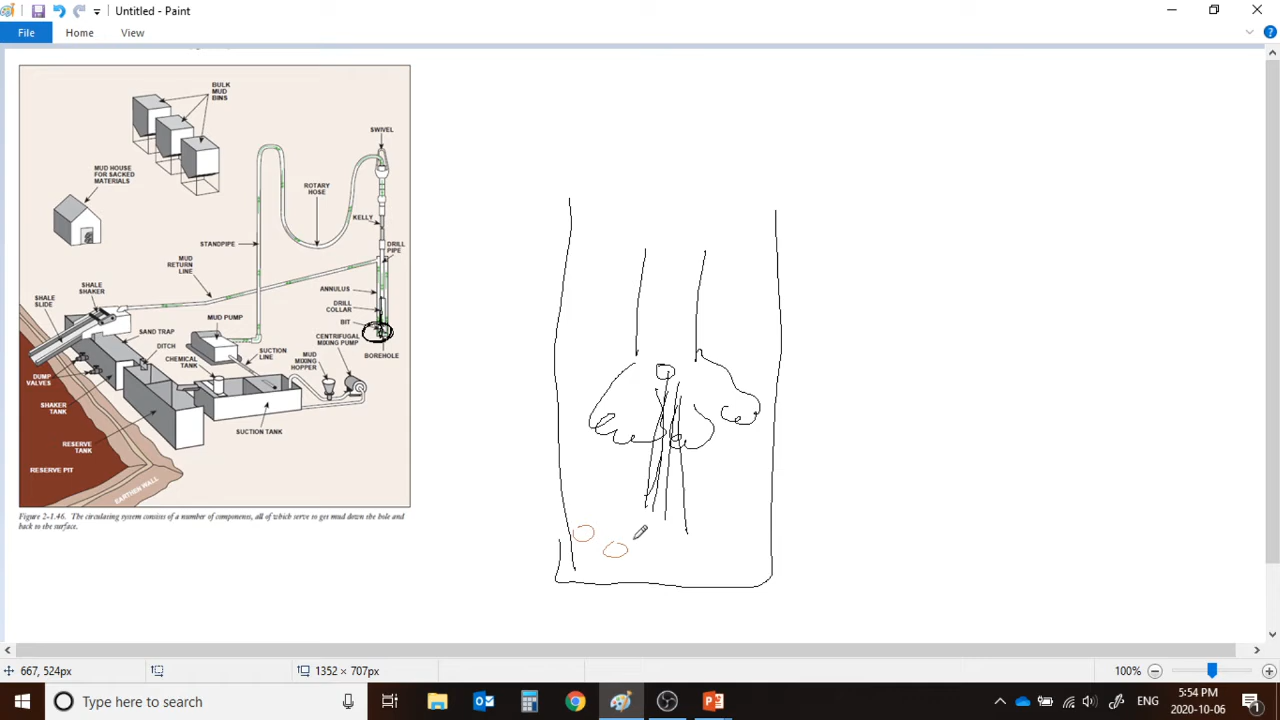 Untitled - Paint
File Home View
BULK
MUD
BINS
SWIVEL
MUD HOUSE
FOR SACKED
MATERIALS
ROTARY
HOSE
KELLY
STANDPIPE
DRILL
PIPE
MUD
RETURN
LINE
ANNULUS
SHALE
SHAKER
SHALE
SLIDE
DRILL
COLLAR
MUD PUMP
BIT
SAND TRAP
CENTRIFUGAL
MIXING PUMP
DITCH
SUCTION
LINE
MUD
MIXING
HOPPER
BOREHOLE
CHEMICAL
TANK
DUMP
VALVES
SHAKER
TANK
SUCTION TANK
RESERVE
TANK
RESERVE PIT
EARTHEN WALL
Figure 2-1.46. The circulating system consists of a number of components, all of which serve to get mud down the hole and
back to the surface.
667, 524px
1352 × 707px
100%
Type here to search
ENG
5:54 PM
2020-10-06